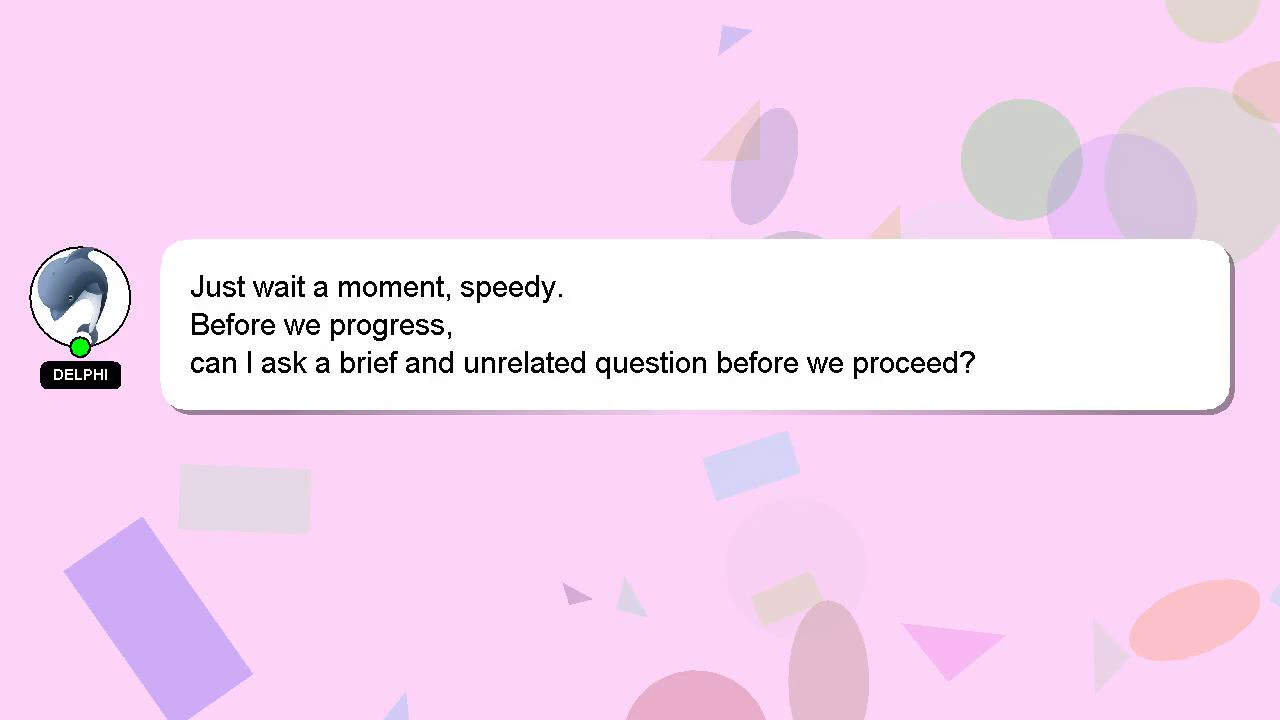 Just wait a moment, speedy.
Before we progress,
can I ask a brief and unrelated question before we proceed?
DELPHI